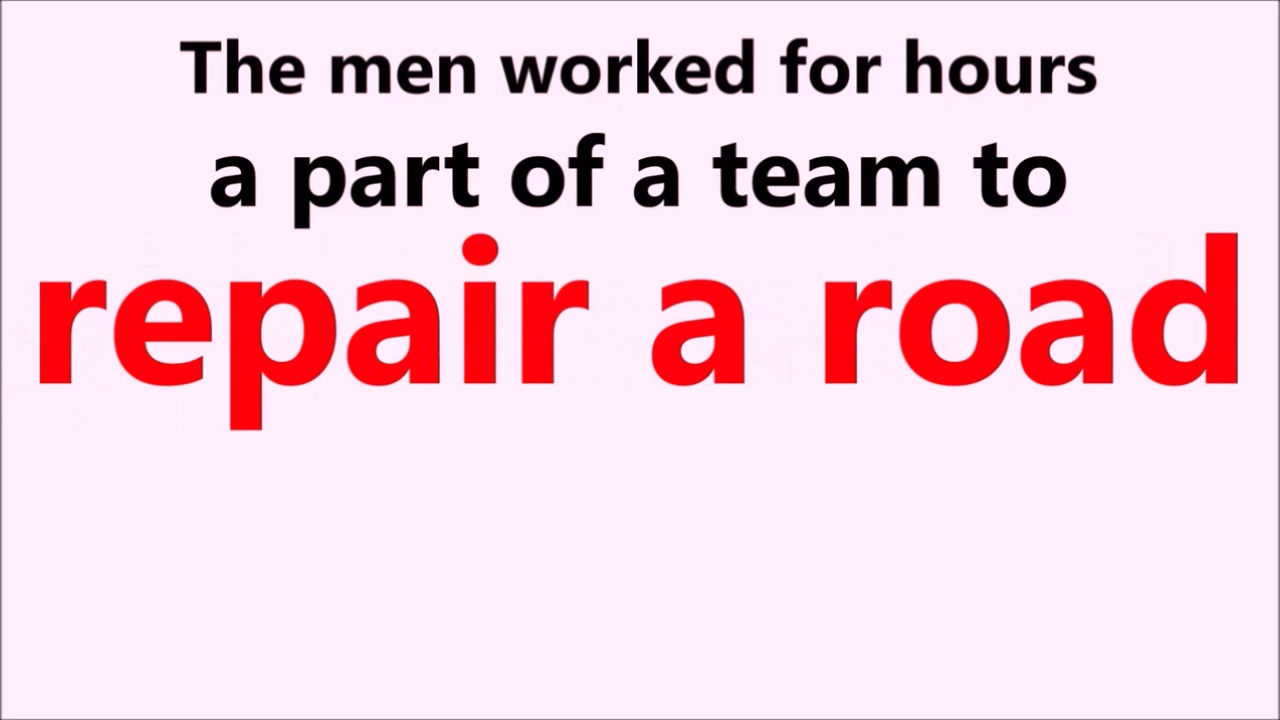 The men worked for hours
a part of a team to
repair a road